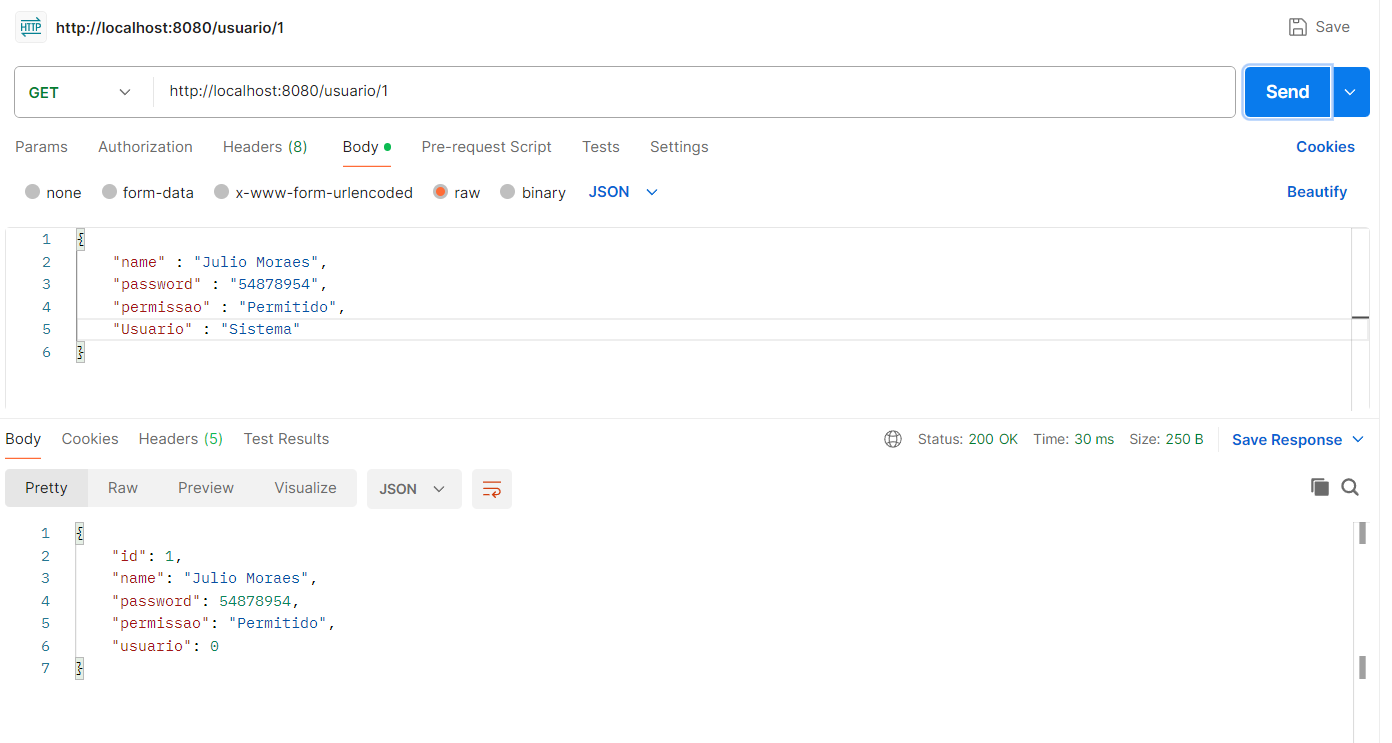 HTTP http://localhost:8080/usuario/1 Save
GET http://localhost:8080/usuario/1 Send
Params Authorization Headers (8) Body Pre-request Script Tests Settings Cookies
none form-data x-www-form-urlencoded raw binary JSON Beautify
1 {
2 "name" : "Julio Moraes",
3 "password" : "54878954",
4 "permissao" : "Permitido",
5 "Usuario" : "Sistema"
6 }
Body Cookies Headers (5) Test Results Status: 200 OK Time: 30 ms Size: 250 B Save Response
Pretty Raw Preview Visualize JSON
1 {
2 "id": 1,
3 "name": "Julio Moraes",
4 "password": 54878954,
5 "permissao": "Permitido",
6 "usuario": 0
7 }